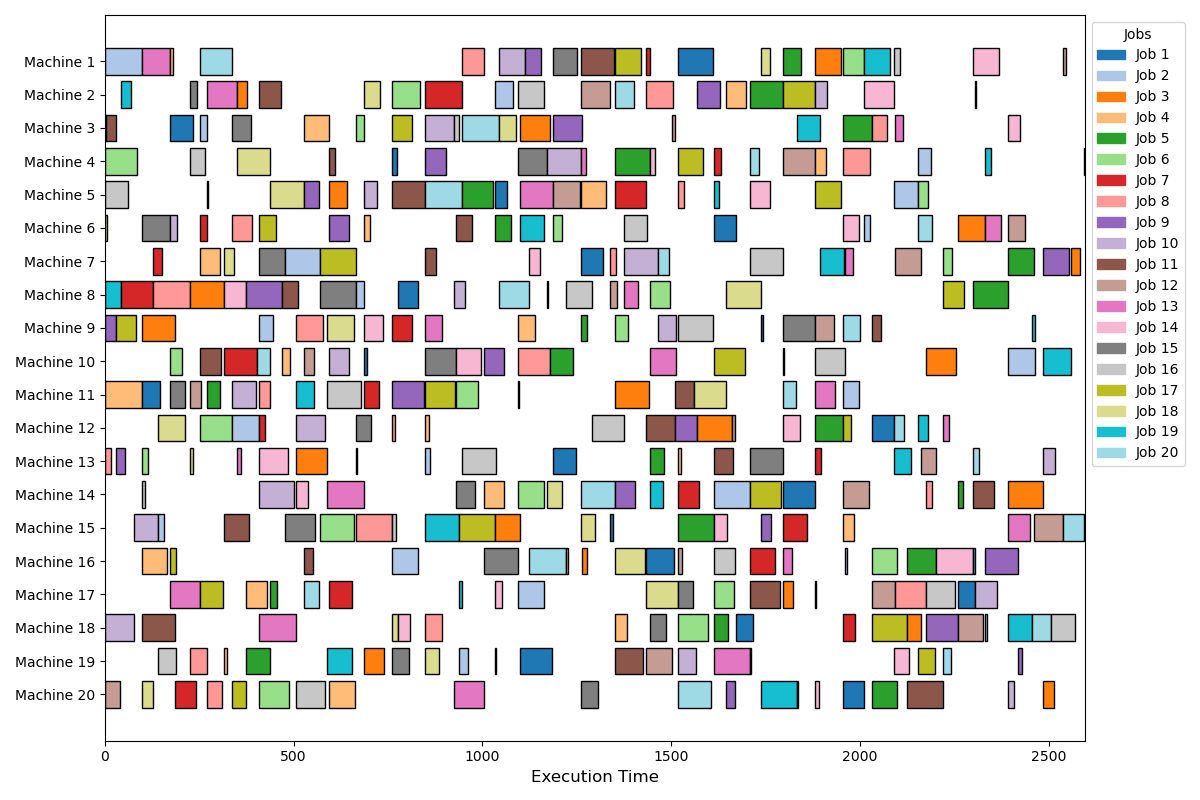 Machine 1
Machine 2
Machine 3
Machine 4
Machine 5
Machine 6
Machine 7
Machine 8
Machine 9
Machine 10
Machine 11
Machine 12
Machine 13
Machine 14
Machine 15
Machine 16
Machine 17
Machine 18
Machine 19
Machine 20
0 500 1000 1500 2000 2500
Execution Time
Jobs
Job 1
Job 2
Job 3
Job 4
Job 5
Job 6
Job 7
Job 8
Job 9
Job 10
Job 11
Job 12
Job 13
Job 14
Job 15
Job 16
Job 17
Job 18
Job 19
Job 20